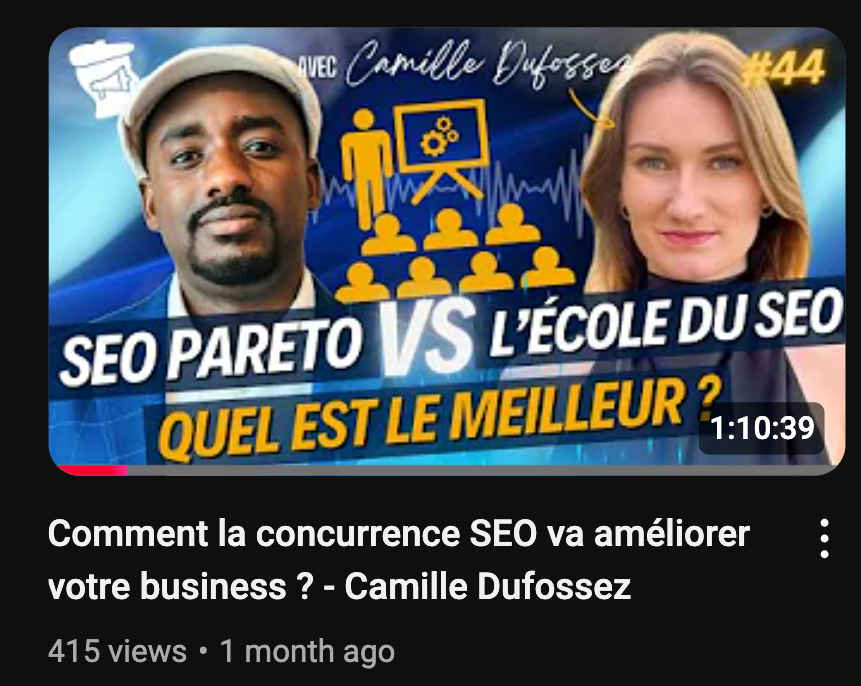 AVEC Camille Dufossez
#44
SEO PARETO VS L'ÉCOLE DU SEO
QUEL EST LE MEILLEUR ?
1:10:39
Comment la concurrence SEO va améliorer
votre business ? - Camille Dufossez
415 views • 1 month ago